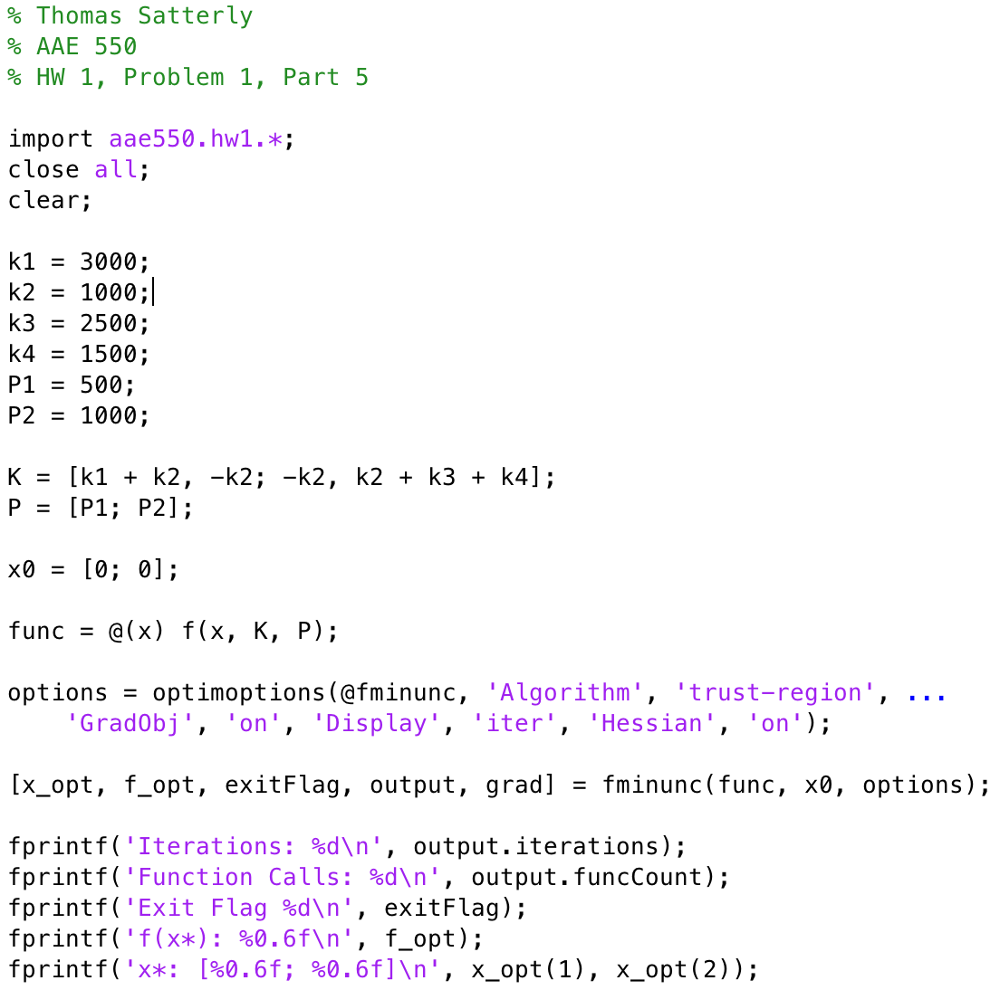 % Thomas Satterly
% AAE 550
% HW 1, Problem 1, Part 5
import aae550.hw1.*;
close all;
clear;
k1 = 3000;
k2 = 1000;
k3 = 2500;
k4 = 1500;
P1 = 500;
P2 = 1000;
K = [k1 + k2, -k2; -k2, k2 + k3 + k4];
P = [P1; P2];
x0 = [0; 0];
func = @(x) f(x, K, P);
options = optimoptions(@fminunc, 'Algorithm', 'trust-region', ...
    'GradObj', 'on', 'Display', 'iter', 'Hessian', 'on');
[x_opt, f_opt, exitFlag, output, grad] = fminunc(func, x0, options);
fprintf('Iterations: %d\n', output.iterations);
fprintf('Function Calls: %d\n', output.funcCount);
fprintf('Exit Flag %d\n', exitFlag);
fprintf('f(x*): %0.6f\n', f_opt);
fprintf('x*: [%0.6f; %0.6f]\n', x_opt(1), x_opt(2));